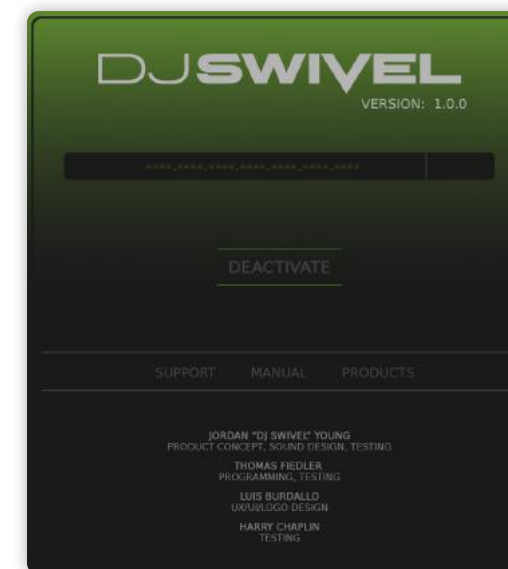 DJSWIVEL
VERSION: 1.0.0
****-****-****-****-****-****-****
DEACTIVATE
SUPPORT MANUAL PRODUCTS
JORDAN "DJ SWIVEL" YOUNG
PRODUCT CONCEPT, SOUND DESIGN, TESTING
THOMAS FIEDLER
PROGRAMMING, TESTING
LUIS BURDALLO
UX/UI/LOGO DESIGN
HARRY CHAPLIN
TESTING